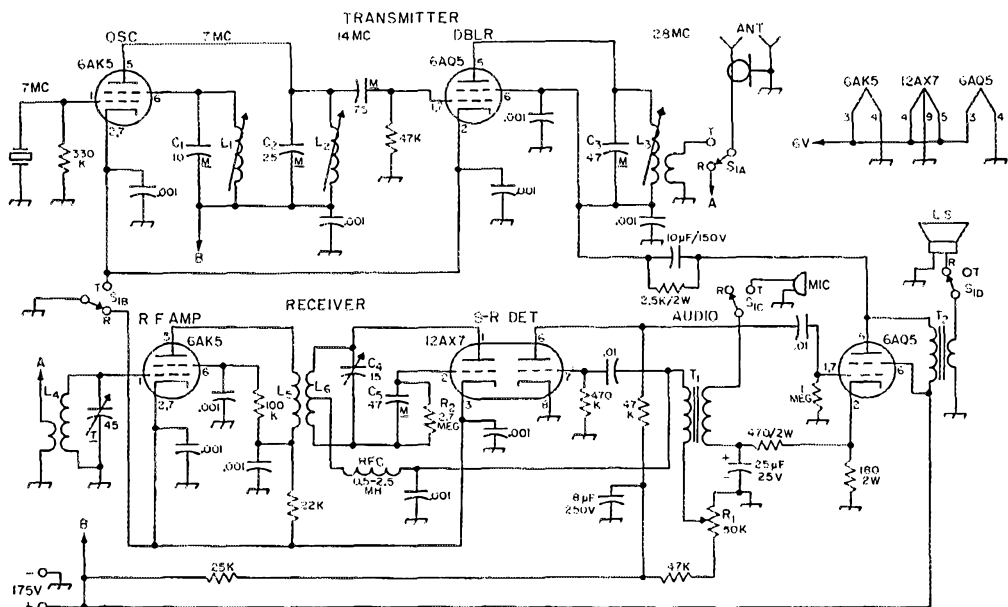 TRANSMITTER
OSC
7MC
14MC
DBLR
28MC
ANT
6AK5
5
6AQ5
5
6AK5
12AX7
6AQ5
7MC
1
6
1,7
6
3
4
4
9
5
3
4
6V
2,7
2
330
K
C1
10
M
L1
C2
25
M
L2
75
M
47K
.001
C3
47
M
L3
T
R
S1A
A
.001
.001
.001
.001
B
10µF/150V
2.5K/2W
LS
R
T
S1D
T
S1B
R
RECEIVER
R
T
S1C
MIC
RF AMP
6AK5
S-R DET
12AX7
AUDIO
6AQ5
T2
5
1
6
.01
5
A
L4
1
6
2,7
T
45
.001
100
K
L5
L6
C4
15
C5
47
M
2
R2
2.7
MEG
3
8
7
.01
470
K
47
K
T1
1,7
6
2
1
MEG
.001
.001
.001
RFC
0.5-2.5
MH
.001
22K
8µF
250V
470/2W
+
-
25µF
25V
180
2W
R1
50K
B
25K
47K
-
175V
+